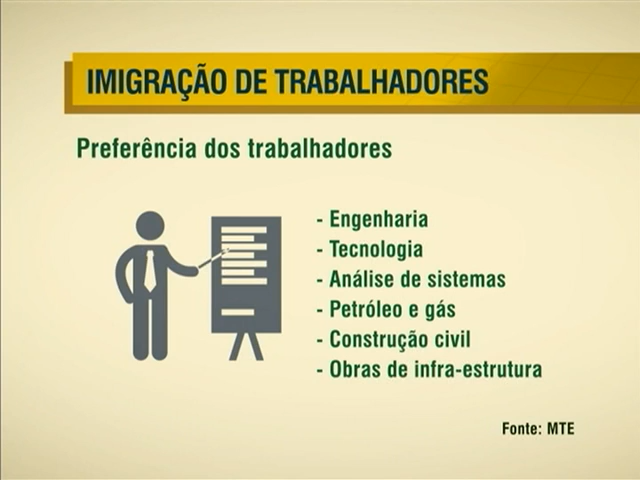 IMIGRAÇÃO DE TRABALHADORES
Preferência dos trabalhadores
- Engenharia
- Tecnologia
- Análise de sistemas
- Petróleo e gás
- Construção civil
- Obras de infra-estrutura
Fonte: MTE